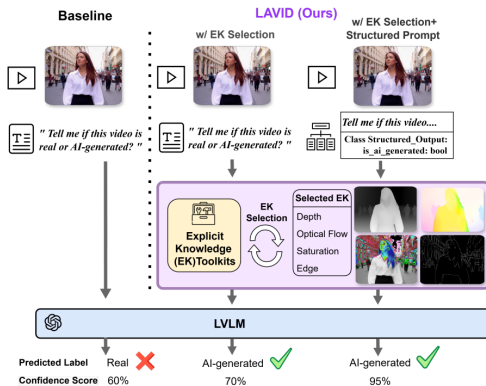 Baseline
LAVID (Ours)
w/ EK Selection
w/ EK Selection+
Structured Prompt
" Tell me if this video is
real or AI-generated? "
" Tell me if this video is
real or AI-generated? "
Tell me if this video....
Class Structured_Output:
is_ai_generated: bool
Explicit
Knowledge
(EK)Toolkits
EK
Selection
Selected EK
Depth
Optical Flow
Saturation
Edge
LVLM
Predicted Label
Real
AI-generated
AI-generated
Confidence Score
60%
70%
95%